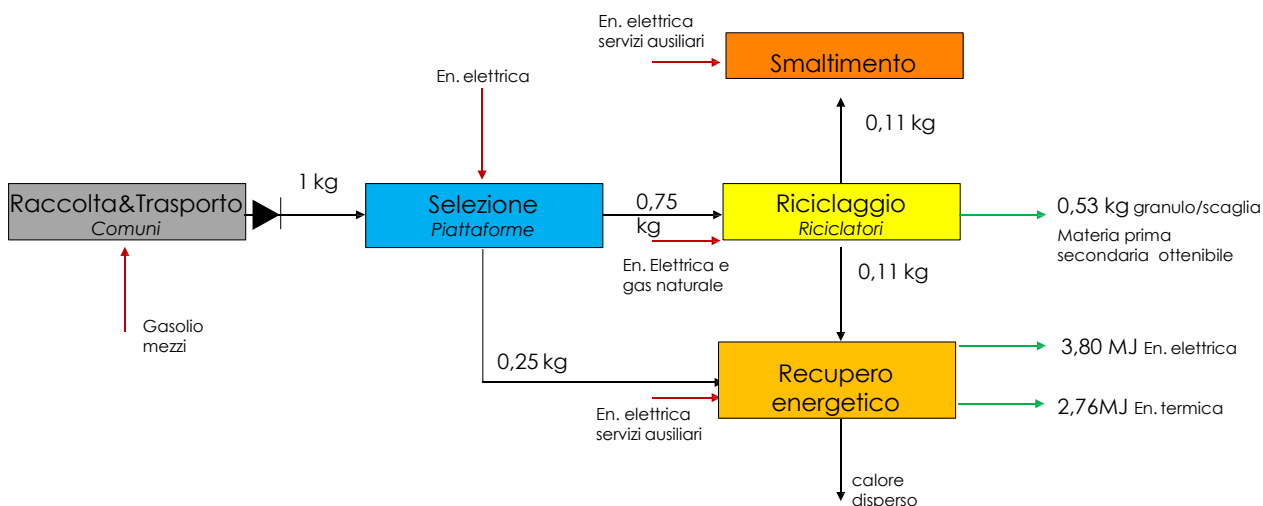 En. elettrica
servizi ausiliari
Smaltimento
En. elettrica
0,11 kg
1 kg
Raccolta&Trasporto
Comuni
Selezione
Piattaforme
0,75
kg
Riciclaggio
Riciclatori
0,53 kg granulo/scaglia
Materia prima
secondaria ottenibile
En. Elettrica e
gas naturale
0,11 kg
Gasolio
mezzi
0,25 kg
Recupero
energetico
3,80 MJ En. elettrica
2,76MJ En. termica
En. elettrica
servizi ausiliari
calore
disperso